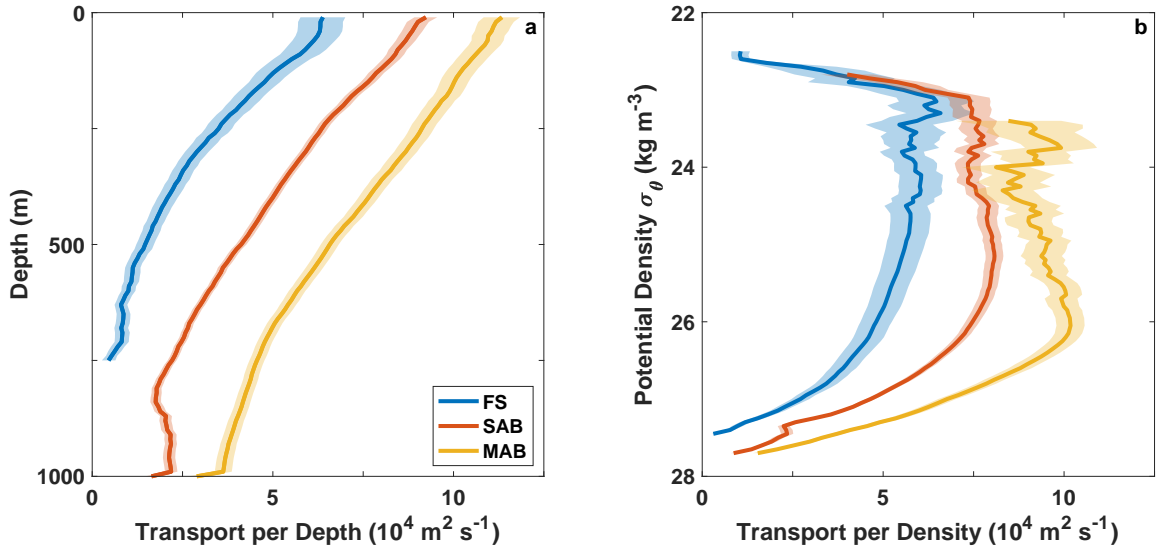 a
0
500
1000
Depth (m)
FS
SAB
MAB
0 5 10
Transport per Depth (10⁴ m² s⁻¹)
b
22
24
26
28
Potential Density σθ (kg m⁻³)
0 5 10
Transport per Density (10⁴ m² s⁻¹)